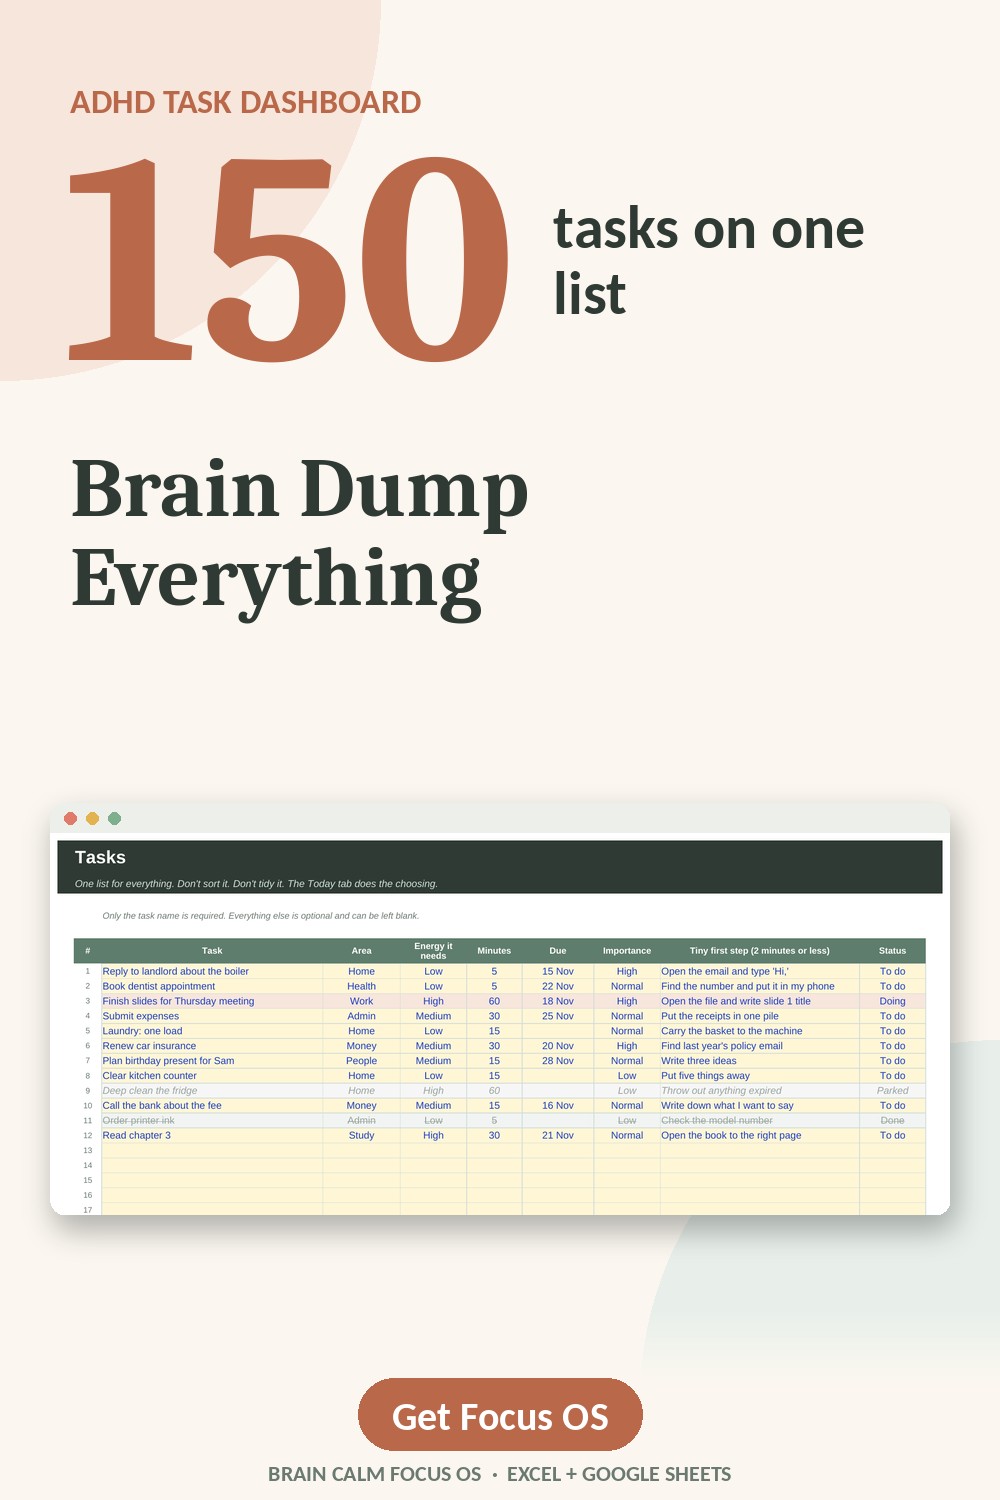 ADHD TASK DASHBOARD
150
tasks on one
list
Brain Dump
Everything
Tasks
One list for everything. Don't sort it. Don't tidy it. The Today tab does the choosing.
Only the task name is required. Everything else is optional and can be left blank.
# Task Area Energy it needs Minutes Due Importance Tiny first step (2 minutes or less) Status
1 Reply to landlord about the boiler Home Low 5 15 Nov High Open the email and type 'Hi,' To do
2 Book dentist appointment Health Low 5 22 Nov Normal Find the number and put it in my phone To do
3 Finish slides for Thursday meeting Work High 60 18 Nov High Open the file and write slide 1 title Doing
4 Submit expenses Admin Medium 30 25 Nov Normal Put the receipts in one pile To do
5 Laundry: one load Home Low 15 Normal Carry the basket to the machine To do
6 Renew car insurance Money Medium 30 20 Nov High Find last year's policy email To do
7 Plan birthday present for Sam People Medium 15 28 Nov Normal Write three ideas To do
8 Clear kitchen counter Home Low 15 Low Put five things away To do
9 Deep clean the fridge Home High 60 Low Throw out anything expired Parked
10 Call the bank about the fee Money Medium 15 16 Nov Normal Write down what I want to say To do
11 Order printer ink Admin Low 5 Low Check the model number Done
12 Read chapter 3 Study High 30 21 Nov Normal Open the book to the right page To do
13
14
15
16
17
Get Focus OS
BRAIN CALM FOCUS OS · EXCEL + GOOGLE SHEETS